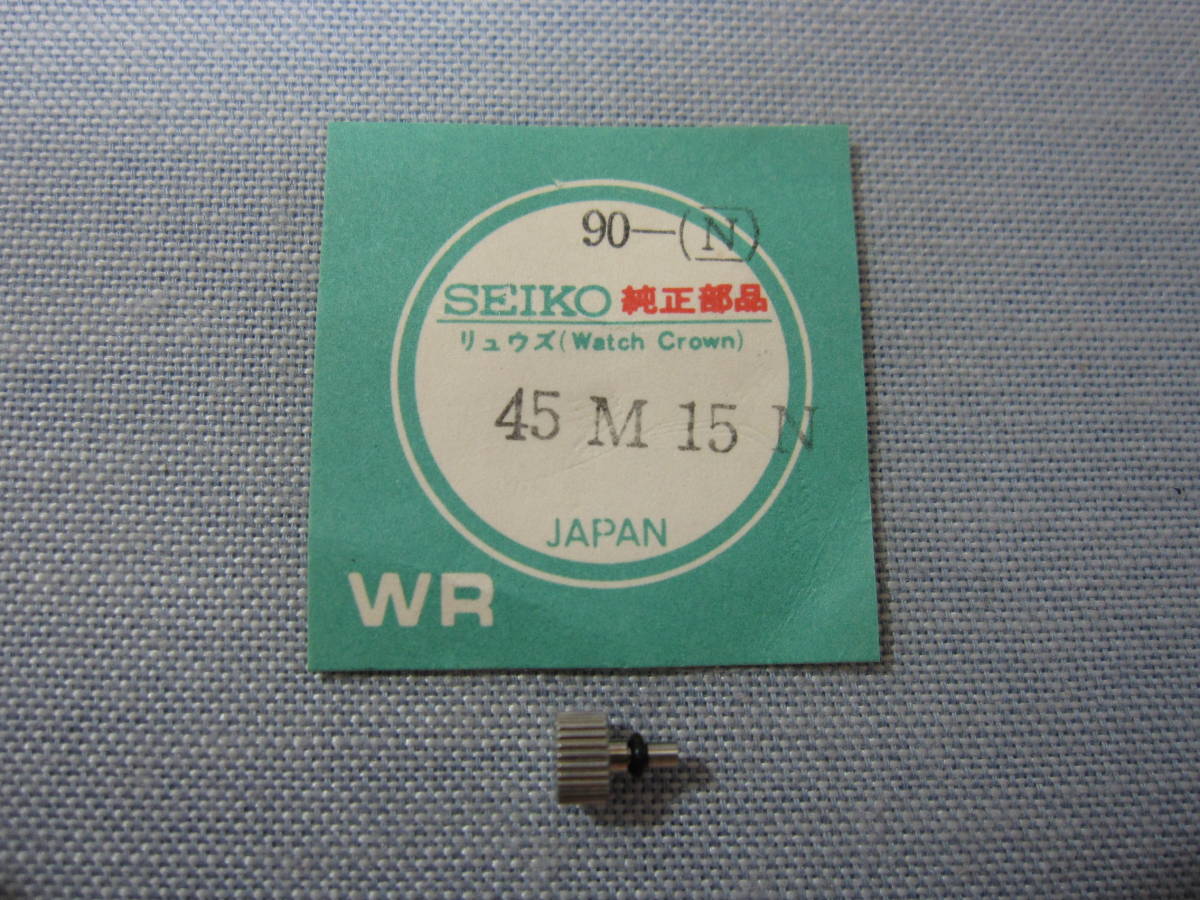 90—(N)
SEIKO 純正部品
リュウズ(Watch Crown)
45 M 15 N
JAPAN
WR